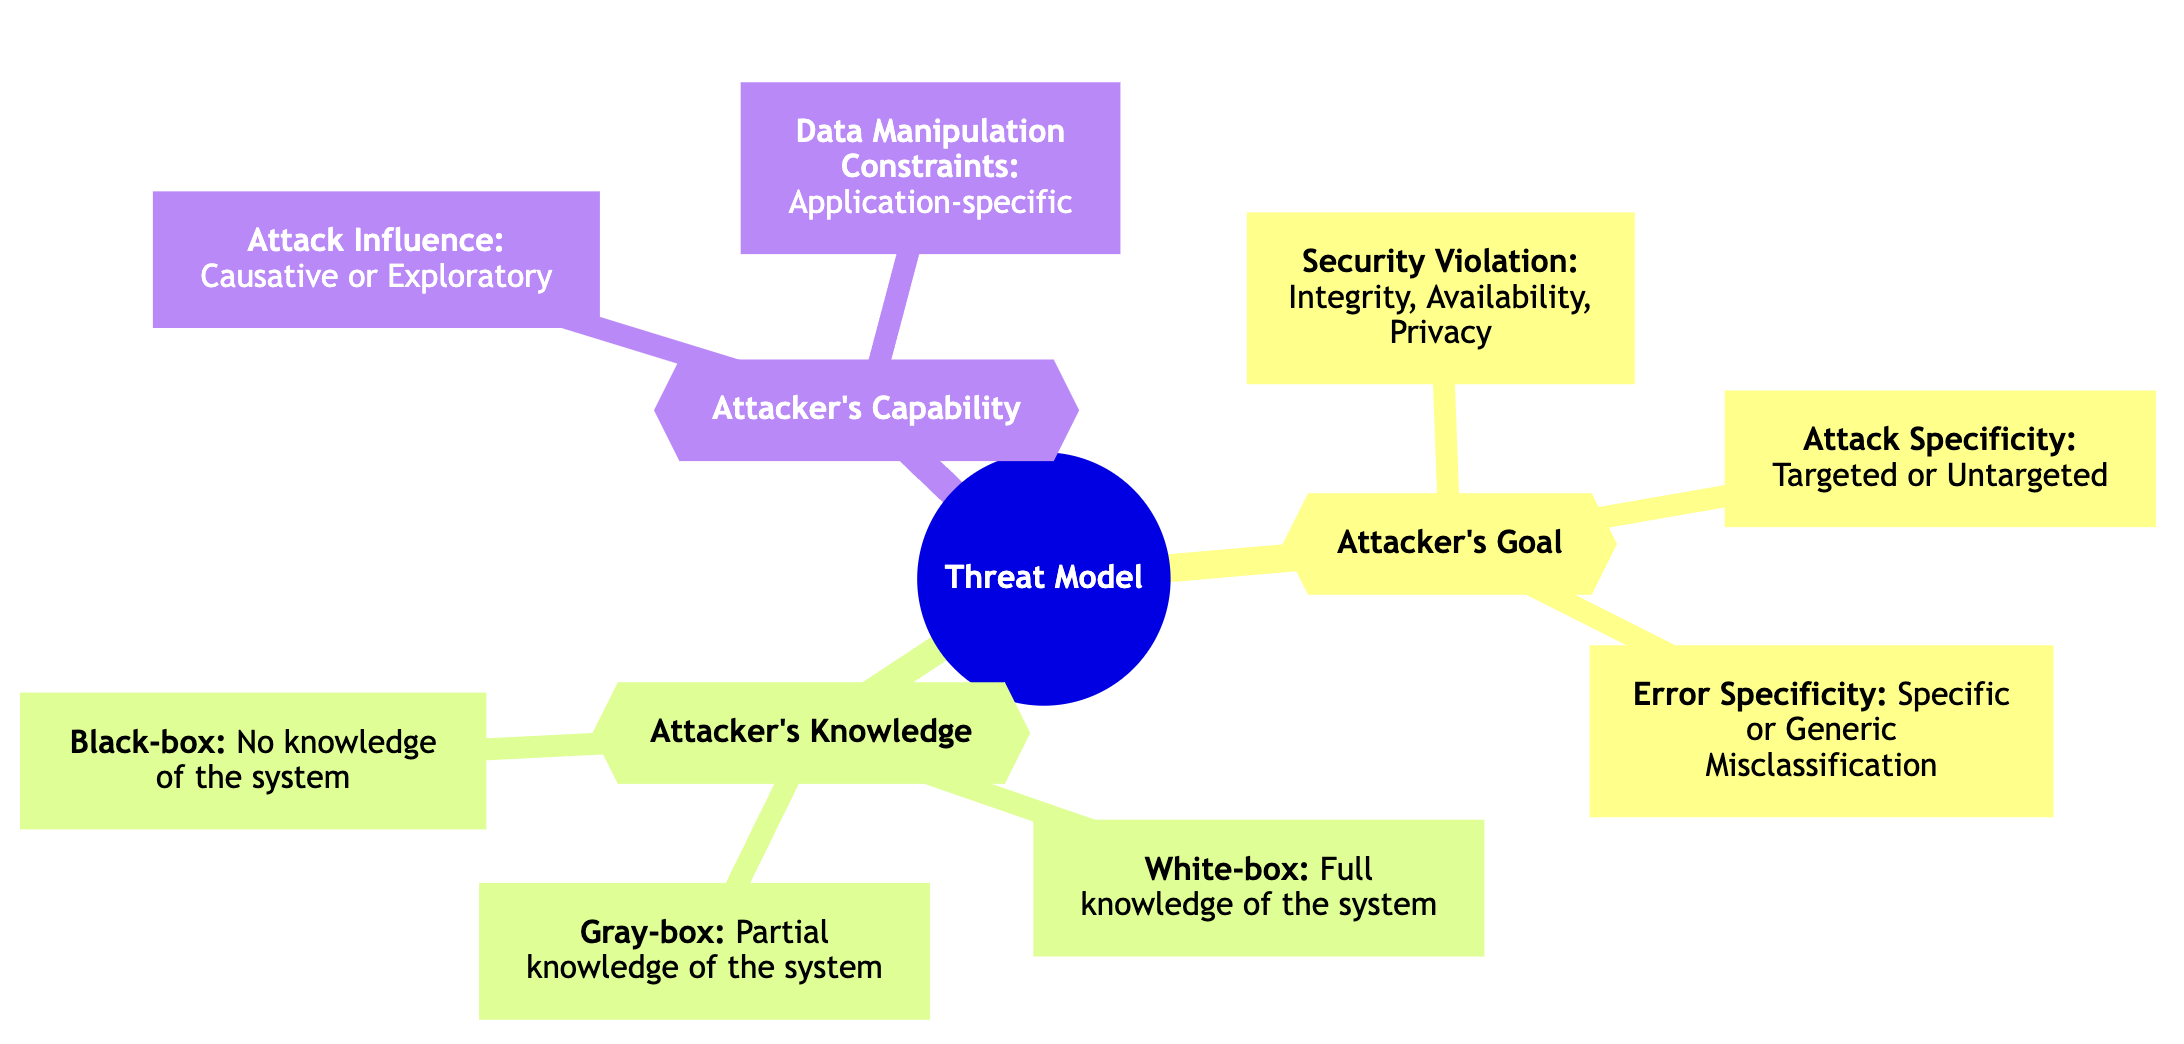 Data Manipulation
Constraints:
Application-specific
Attack Influence:
Causative or Exploratory
Attacker's Capability
Security Violation:
Integrity, Availability,
Privacy
Attack Specificity:
Targeted or Untargeted
Attacker's Goal
Error Specificity: Specific
or Generic
Misclassification
Threat Model
Attacker's Knowledge
Black-box: No knowledge
of the system
Gray-box: Partial
knowledge of the system
White-box: Full
knowledge of the system